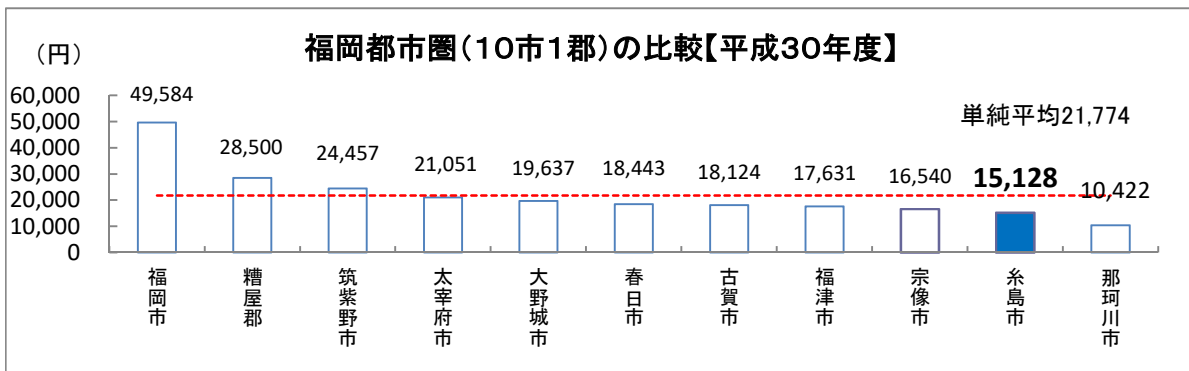 福岡都市圏(10市1郡)の比較【平成30年度】
(円)
単純平均21,774
60,000
50,000
40,000
30,000
20,000
10,000
0
49,584
28,500
24,457
21,051
19,637
18,443
18,124
17,631
16,540
15,128
10,422
福岡市
糟屋郡
筑紫野市
太宰府市
大野城市
春日市
古賀市
福津市
宗像市
糸島市
那珂川市